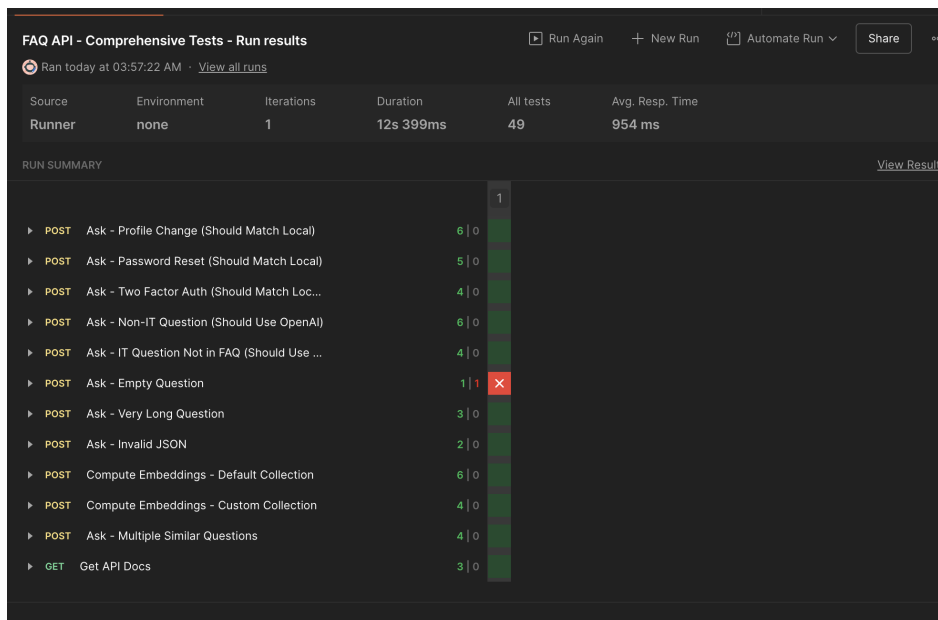 FAQ API - Comprehensive Tests - Run results
Run Again
New Run
Automate Run
Share
Ran today at 03:57:22 AM · View all runs
Source Environment Iterations Duration All tests Avg. Resp. Time
Runner none 1 12s 399ms 49 954 ms
RUN SUMMARY
View Result
1
POST Ask - Profile Change (Should Match Local) 6 | 0
POST Ask - Password Reset (Should Match Local) 5 | 0
POST Ask - Two Factor Auth (Should Match Loc... 4 | 0
POST Ask - Non-IT Question (Should Use OpenAI) 6 | 0
POST Ask - IT Question Not in FAQ (Should Use ... 4 | 0
POST Ask - Empty Question 1 | 1
POST Ask - Very Long Question 3 | 0
POST Ask - Invalid JSON 2 | 0
POST Compute Embeddings - Default Collection 6 | 0
POST Compute Embeddings - Custom Collection 4 | 0
POST Ask - Multiple Similar Questions 4 | 0
GET Get API Docs 3 | 0